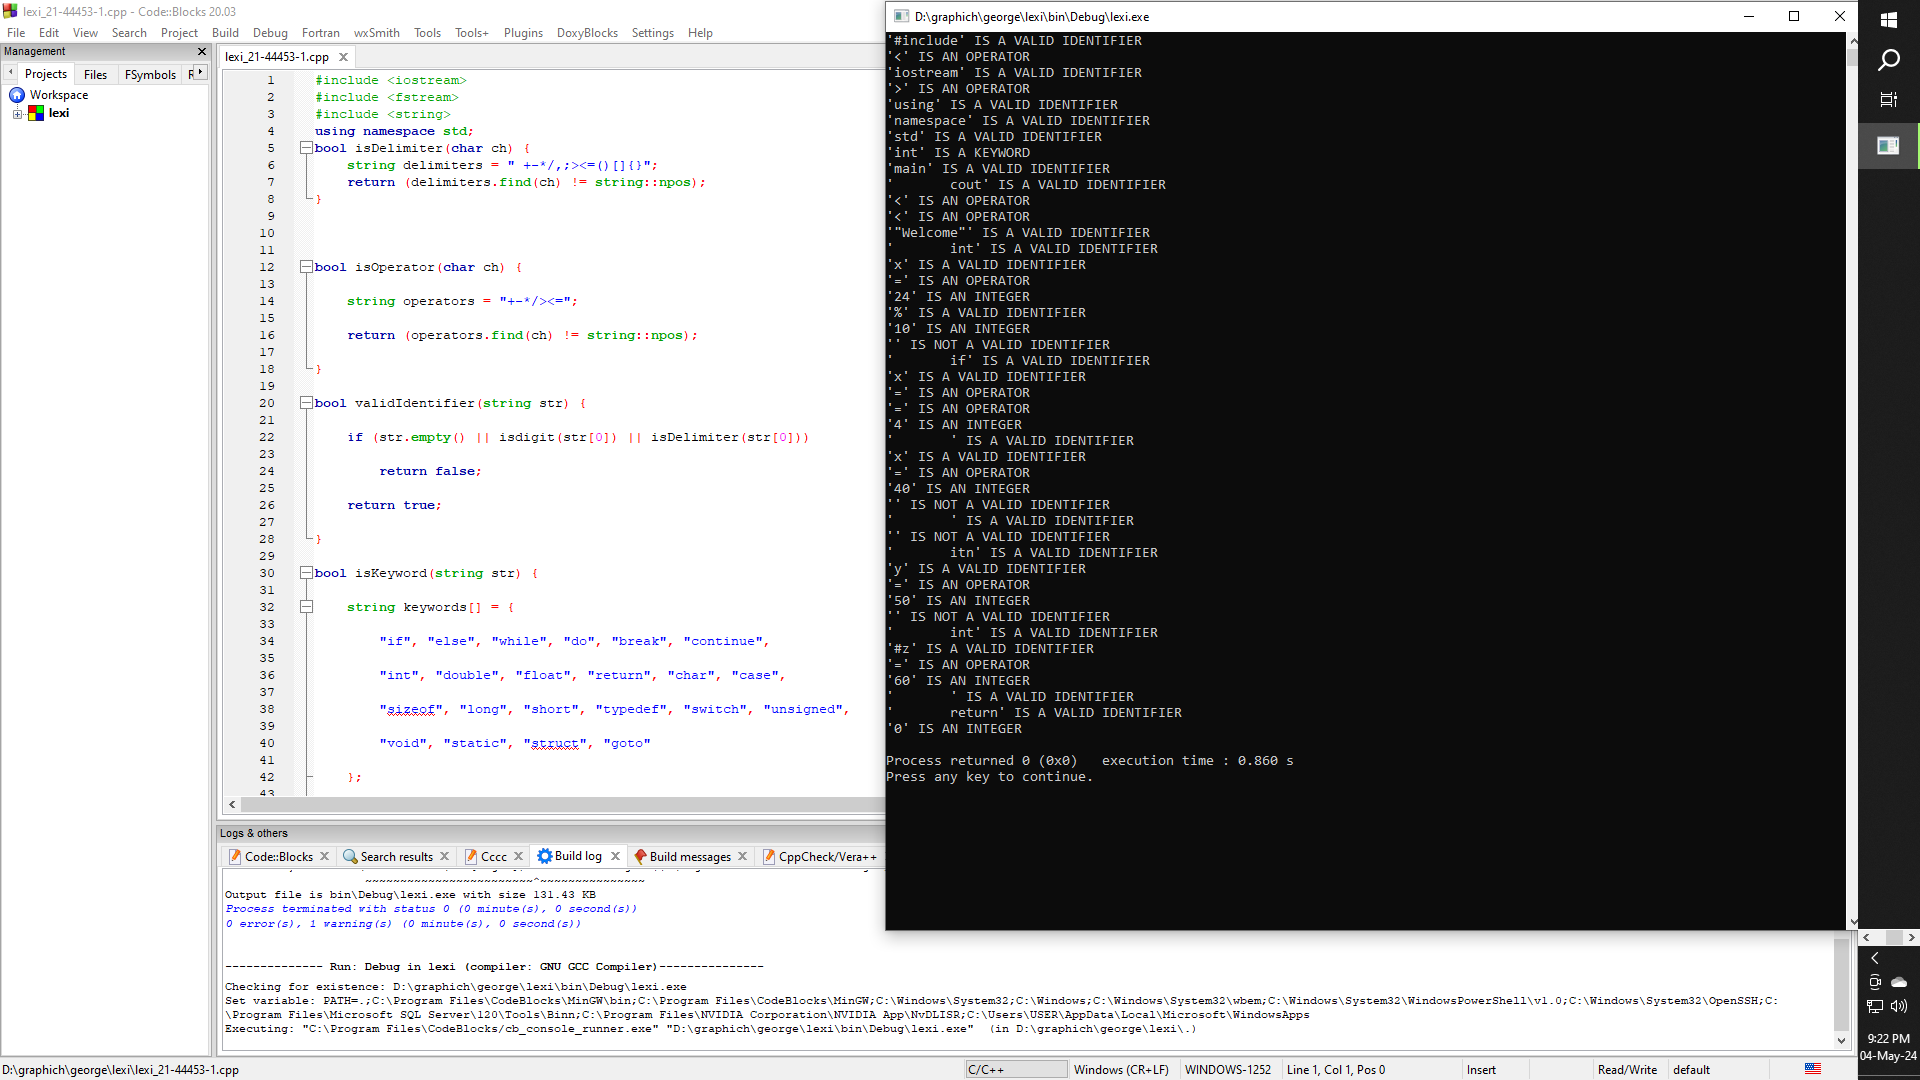 lexi_21-44453-1.cpp - Code::Blocks 20.03
File Edit View Search Project Build Debug Fortran wxSmith Tools Tools+ Plugins DoxyBlocks Settings Help
Management
Projects Files FSymbols R
Workspace
lexi
lexi_21-44453-1.cpp
1 #include <iostream>
2 #include <fstream>
3 #include <string>
4 using namespace std;
5 bool isDelimiter(char ch) {
6 string delimiters = " +-*/,;><=()[]{}";
7 return (delimiters.find(ch) != string::npos);
8 }
9
10
11
12 bool isOperator(char ch) {
13
14 string operators = "+-*/><=";
15
16 return (operators.find(ch) != string::npos);
17
18 }
19
20 bool validIdentifier(string str) {
21
22 if (str.empty() || isdigit(str[0]) || isDelimiter(str[0]))
23
24 return false;
25
26 return true;
27
28 }
29
30 bool isKeyword(string str) {
31
32 string keywords[] = {
33
34 "if", "else", "while", "do", "break", "continue",
35
36 "int", "double", "float", "return", "char", "case",
37
38 "sizeof", "long", "short", "typedef", "switch", "unsigned",
39
40 "void", "static", "struct", "goto"
41
42 };
43
D:\graphich\george\lexi\bin\Debug\lexi.exe
'#include' IS A VALID IDENTIFIER
'<' IS AN OPERATOR
'iostream' IS A VALID IDENTIFIER
'>' IS AN OPERATOR
'using' IS A VALID IDENTIFIER
'namespace' IS A VALID IDENTIFIER
'std' IS A VALID IDENTIFIER
'int' IS A KEYWORD
'main' IS A VALID IDENTIFIER
'       cout' IS A VALID IDENTIFIER
'<' IS AN OPERATOR
'<' IS AN OPERATOR
'"Welcome"' IS A VALID IDENTIFIER
'       int' IS A VALID IDENTIFIER
'x' IS A VALID IDENTIFIER
'=' IS AN OPERATOR
'24' IS AN INTEGER
'%' IS A VALID IDENTIFIER
'10' IS AN INTEGER
'' IS NOT A VALID IDENTIFIER
'       if' IS A VALID IDENTIFIER
'x' IS A VALID IDENTIFIER
'=' IS AN OPERATOR
'=' IS AN OPERATOR
'4' IS AN INTEGER
'       ' IS A VALID IDENTIFIER
'x' IS A VALID IDENTIFIER
'=' IS AN OPERATOR
'40' IS AN INTEGER
'' IS NOT A VALID IDENTIFIER
'       ' IS A VALID IDENTIFIER
'' IS NOT A VALID IDENTIFIER
'       itn' IS A VALID IDENTIFIER
'y' IS A VALID IDENTIFIER
'=' IS AN OPERATOR
'50' IS AN INTEGER
'' IS NOT A VALID IDENTIFIER
'       int' IS A VALID IDENTIFIER
'#z' IS A VALID IDENTIFIER
'=' IS AN OPERATOR
'60' IS AN INTEGER
'       ' IS A VALID IDENTIFIER
'       return' IS A VALID IDENTIFIER
'0' IS AN INTEGER
Process returned 0 (0x0)   execution time : 0.860 s
Press any key to continue.
Logs & others
Code::Blocks Search results Cccc Build log Build messages CppCheck/Vera++
Output file is bin\Debug\lexi.exe with size 131.43 KB
Process terminated with status 0 (0 minute(s), 0 second(s))
0 error(s), 1 warning(s) (0 minute(s), 0 second(s))
-------------- Run: Debug in lexi (compiler: GNU GCC Compiler)---------------
Checking for existence: D:\graphich\george\lexi\bin\Debug\lexi.exe
Set variable: PATH=.;C:\Program Files\CodeBlocks\MinGW\bin;C:\Program Files\CodeBlocks\MinGW;C:\Windows\System32;C:\Windows;C:\Windows\System32\wbem;C:\Windows\System32\WindowsPowerShell\v1.0;C:\Windows\System32\OpenSSH;C:
\Program Files\Microsoft SQL Server\120\Tools\Binn;C:\Program Files\NVIDIA Corporation\NVIDIA App\NvDLISR;C:\Users\USER\AppData\Local\Microsoft\WindowsApps
Executing: "C:\Program Files\CodeBlocks/cb_console_runner.exe" "D:\graphich\george\lexi\bin\Debug\lexi.exe"  (in D:\graphich\george\lexi\.)
D:\graphich\george\lexi\lexi_21-44453-1.cpp
C/C++ Windows (CR+LF) WINDOWS-1252 Line 1, Col 1, Pos 0 Insert Read/Write default
9:22 PM
04-May-24